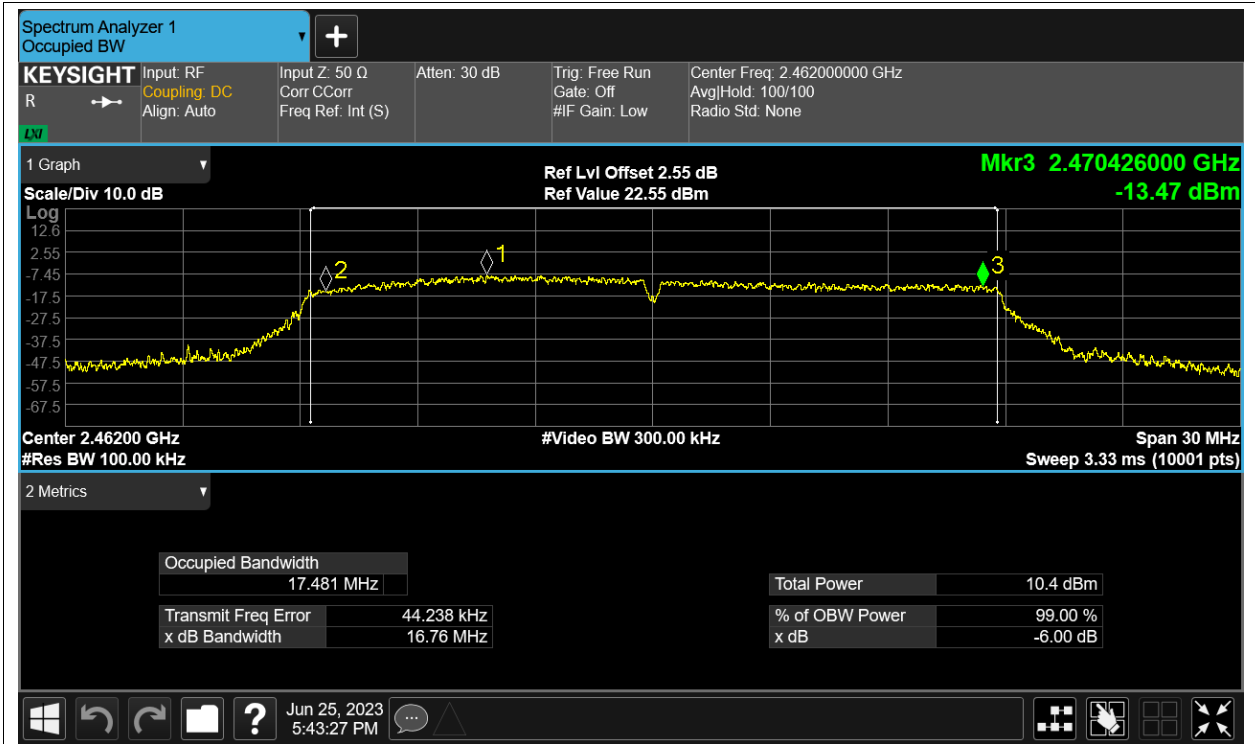 Spectrum Analyzer 1
Occupied BW
KEYSIGHT
R
LXI
Input: RF
Coupling: DC
Align: Auto
Input Z: 50 Ω
Corr CCorr
Freq Ref: Int (S)
Atten: 30 dB
Trig: Free Run
Gate: Off
#IF Gain: Low
Center Freq: 2.462000000 GHz
Avg|Hold: 100/100
Radio Std: None
1 Graph
Scale/Div 10.0 dB
Ref Lvl Offset 2.55 dB
Ref Value 22.55 dBm
Mkr3 2.470426000 GHz
-13.47 dBm
Log
12.6
2.55
-7.45
-17.5
-27.5
-37.5
-47.5
-57.5
-67.5
2
1
3
Center 2.46200 GHz
#Res BW 100.00 kHz
#Video BW 300.00 kHz
Span 30 MHz
Sweep 3.33 ms (10001 pts)
2 Metrics
Occupied Bandwidth
17.481 MHz
Transmit Freq Error 44.238 kHz
x dB Bandwidth 16.76 MHz
Total Power 10.4 dBm
% of OBW Power 99.00 %
x dB -6.00 dB
?
Jun 25, 2023
5:43:27 PM